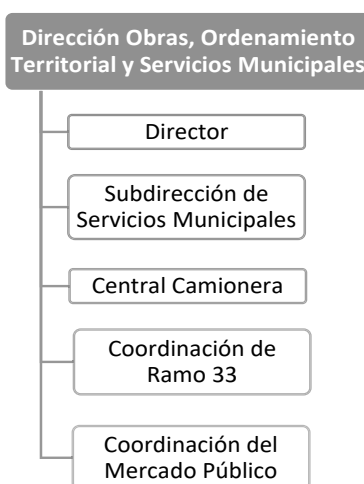 Dirección Obras, Ordenamiento
Territorial y Servicios Municipales
Director
Subdirección de
Servicios Municipales
Central Camionera
Coordinación de
Ramo 33
Coordinación del
Mercado Público